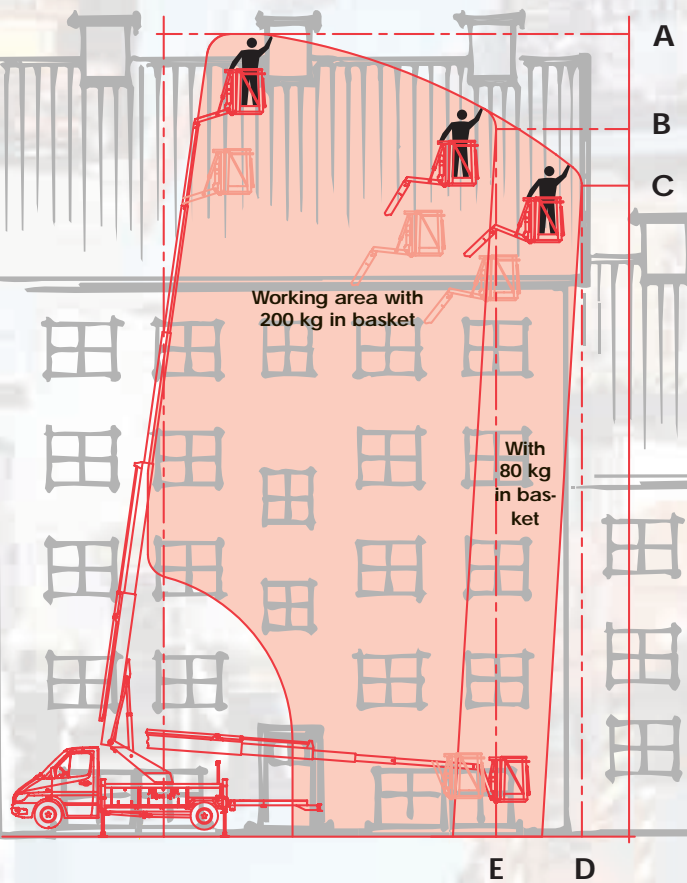 A
B
C
Working area with
200 kg in basket
With
80 kg
in bas-
ket
E D